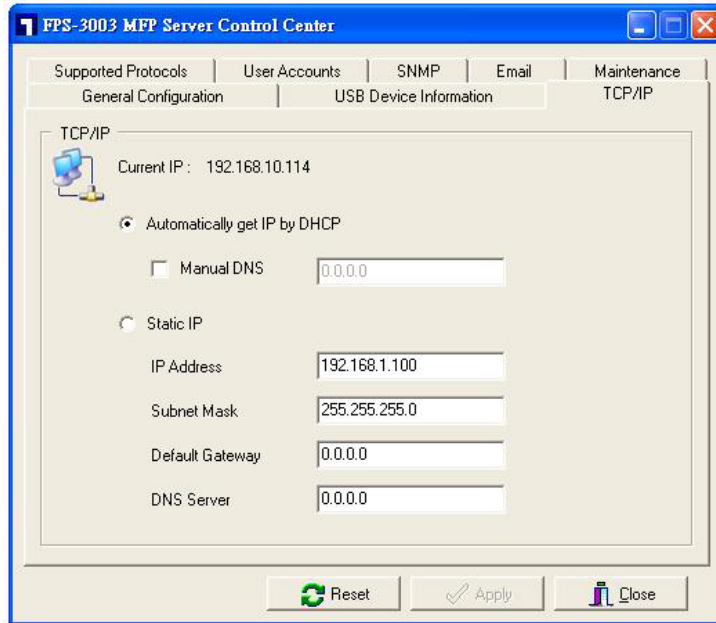 FPS-3003 MFP Server Control Center
Supported Protocols User Accounts SNMP Email Maintenance
General Configuration USB Device Information TCP/IP
TCP/IP
Current IP : 192.168.10.114
Automatically get IP by DHCP
Manual DNS 0.0.0.0
Static IP
IP Address 192.168.1.100
Subnet Mask 255.255.255.0
Default Gateway 0.0.0.0
DNS Server 0.0.0.0
Reset Apply Close